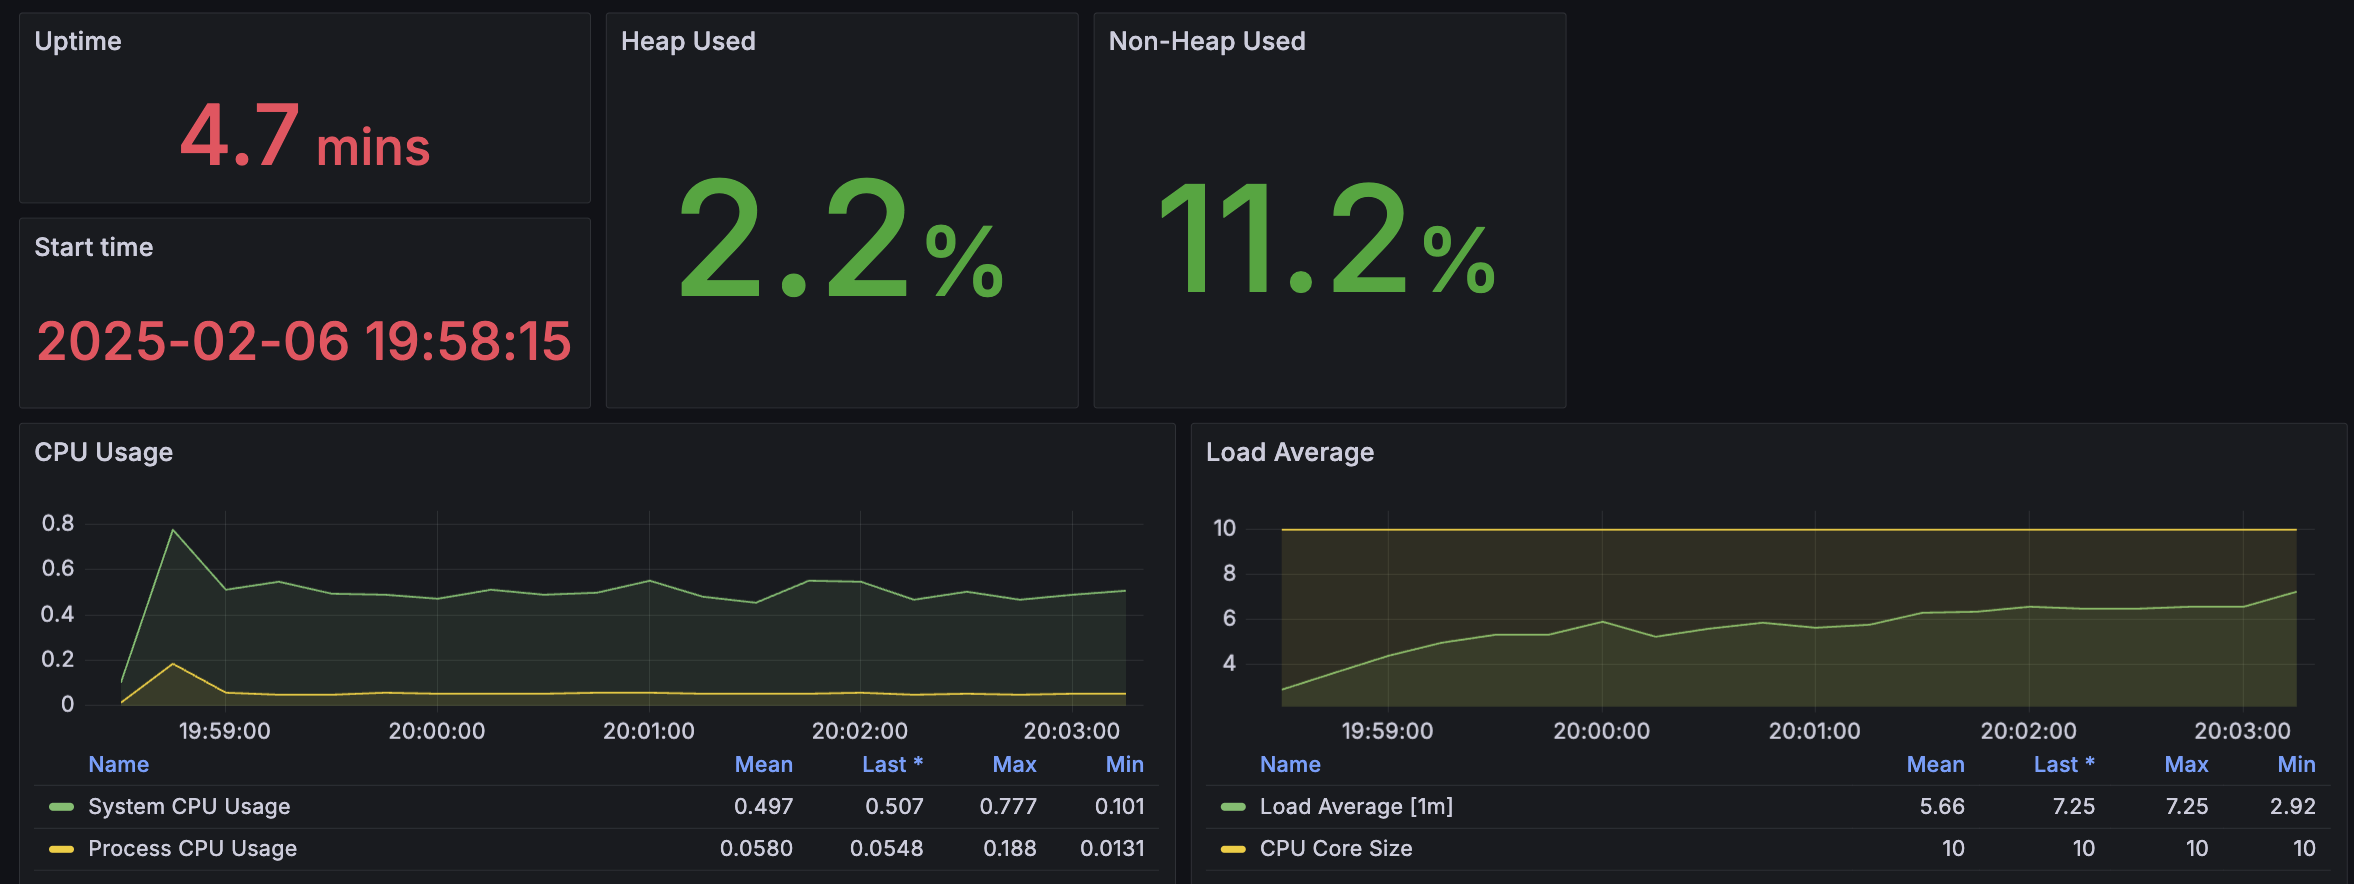 Uptime
4.7 mins
Start time
2025-02-06 19:58:15
Heap Used
2.2%
Non-Heap Used
11.2%
CPU Usage
0.8
0.6
0.4
0.2
0
19:59:00 20:00:00 20:01:00 20:02:00 20:03:00
Name Mean Last * Max Min
System CPU Usage 0.497 0.507 0.777 0.101
Process CPU Usage 0.0580 0.0548 0.188 0.0131
Load Average
10
8
6
4
19:59:00 20:00:00 20:01:00 20:02:00 20:03:00
Name Mean Last * Max Min
Load Average [1m] 5.66 7.25 7.25 2.92
CPU Core Size 10 10 10 10